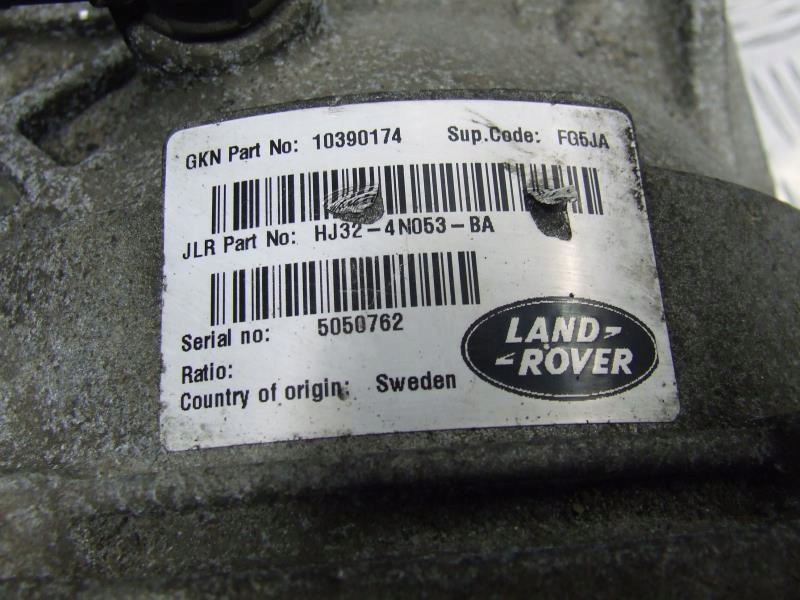 GKN Part No: 10390174 Sup.Code: FG5JA
JLR Part No: HJ32-4N053-BA
Serial no: 5050762
Ratio:
Country of origin: Sweden
LAND-
-ROVER